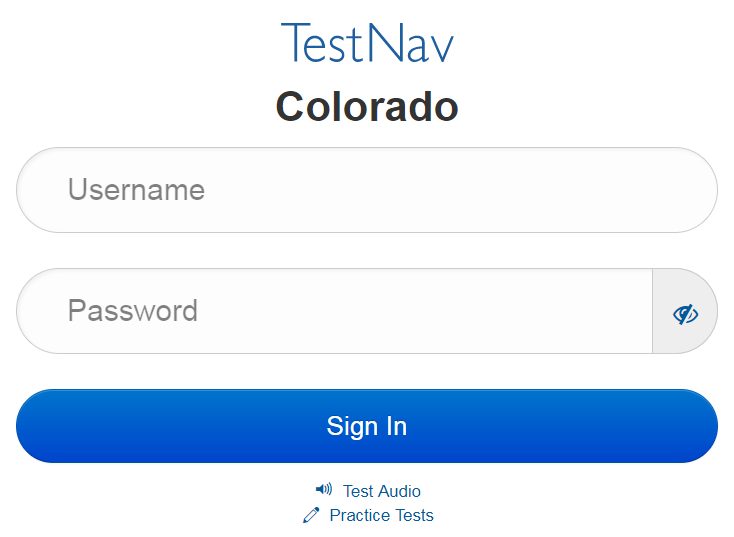 TestNav
Colorado
Username
Password
Sign In
Test Audio
Practice Tests